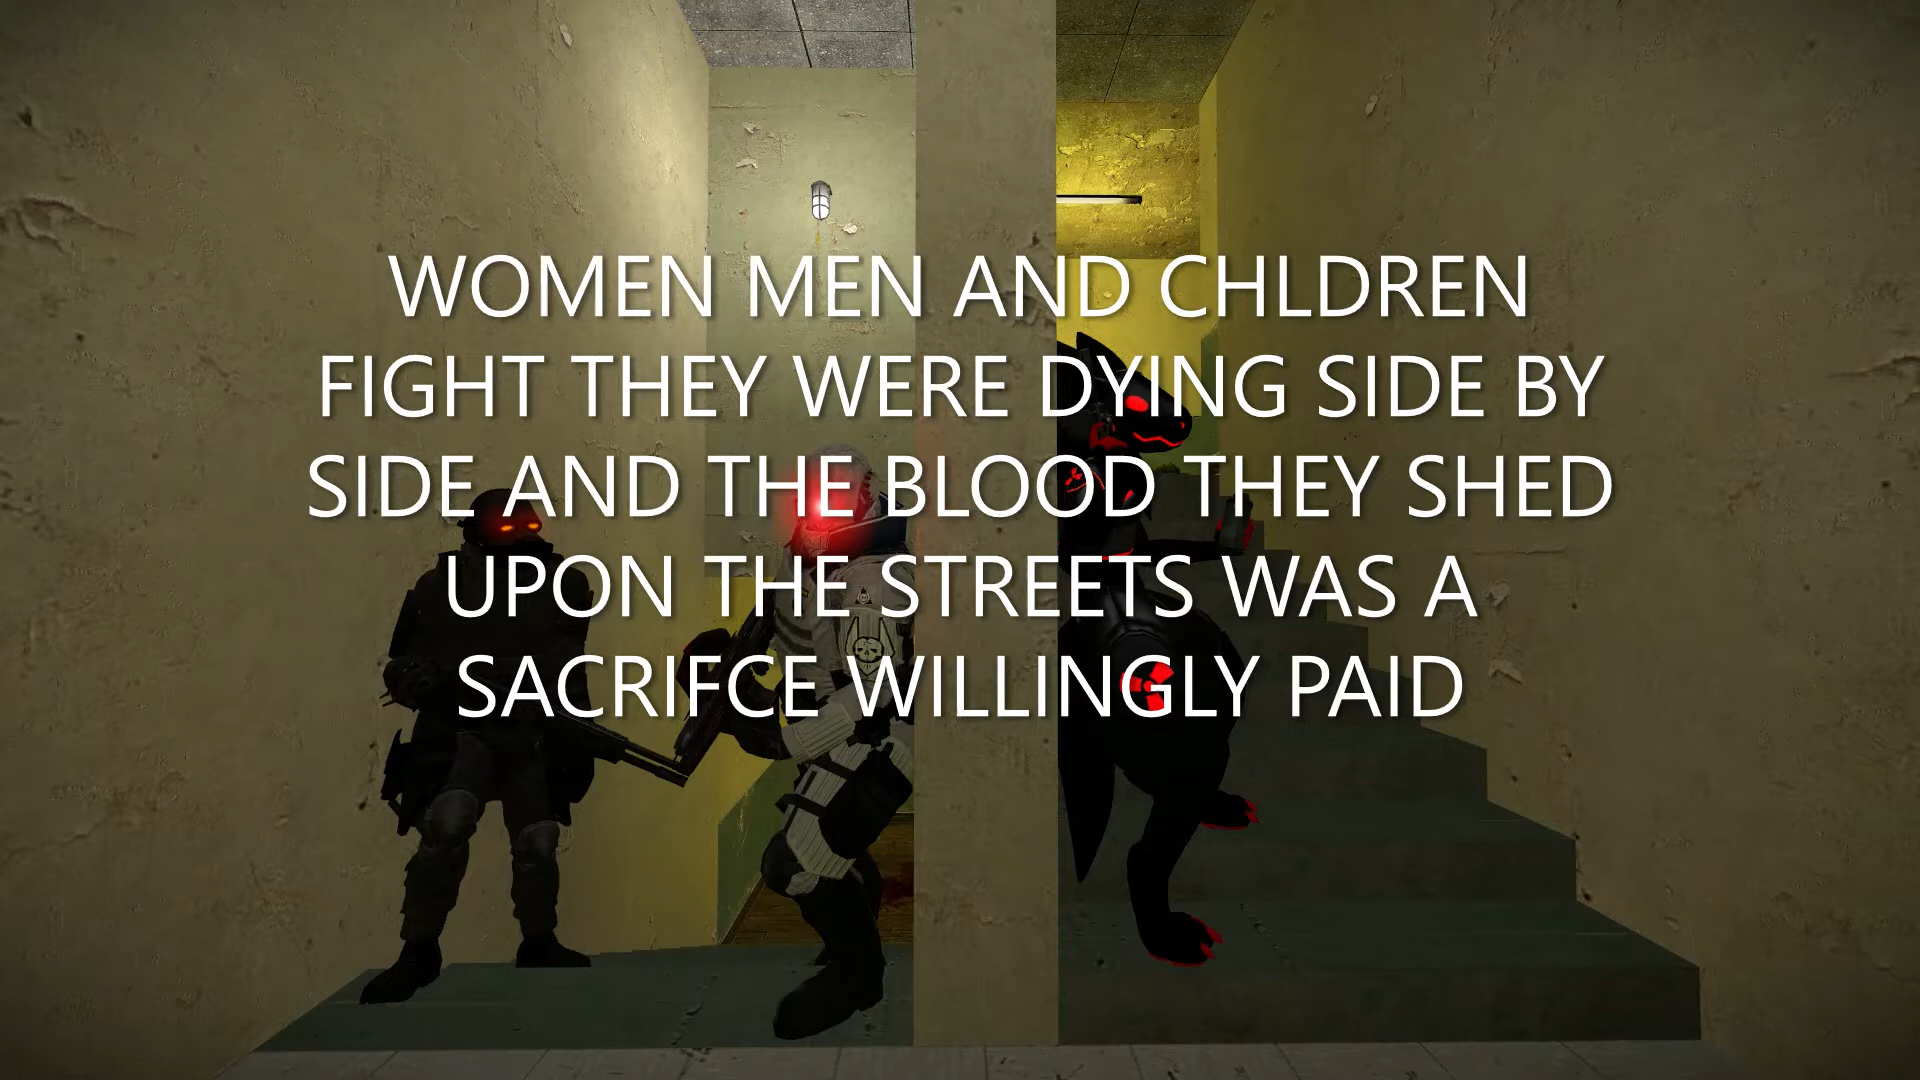 WOMEN MEN AND CHLDREN
FIGHT THEY WERE DYING SIDE BY
SIDE AND THE BLOOD THEY SHED
UPON THE STREETS WAS A
SACRIFCE WILLINGLY PAID